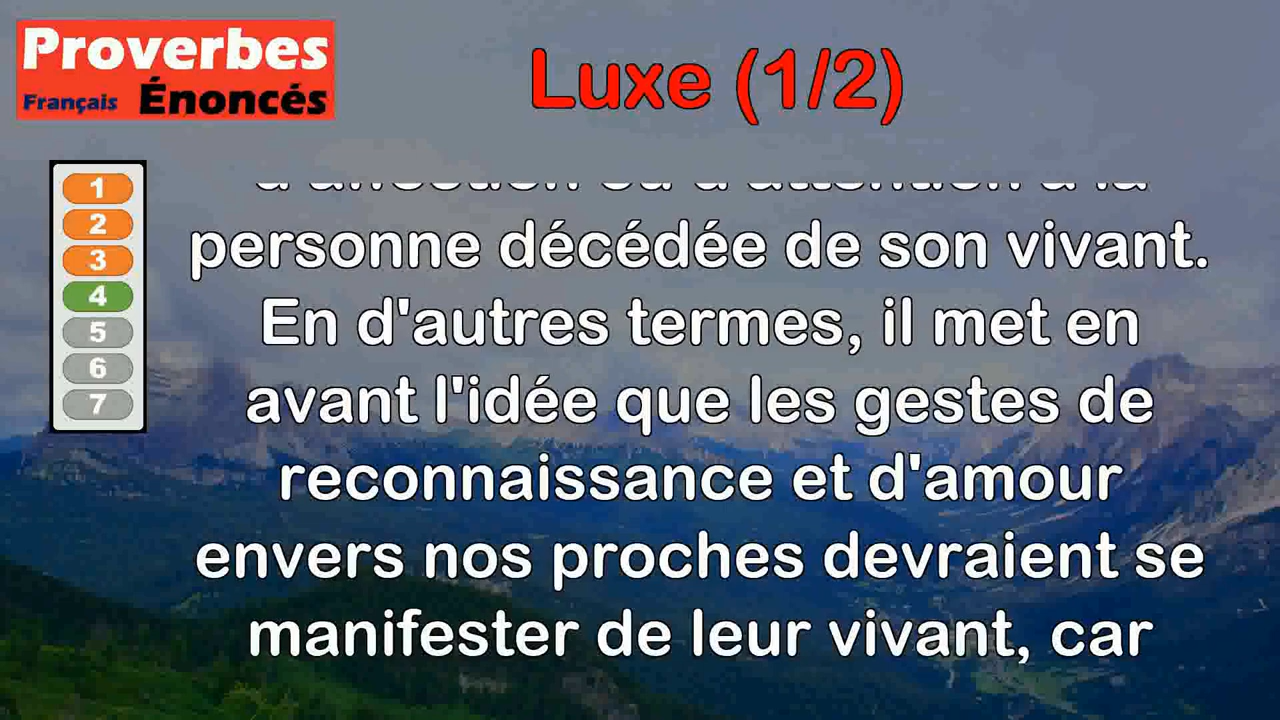 Proverbes
Français Énoncés
Luxe (1/2)
1
2
3
4
5
6
7
personne décédée de son vivant.
En d'autres termes, il met en
avant l'idée que les gestes de
reconnaissance et d'amour
envers nos proches devraient se
manifester de leur vivant, car